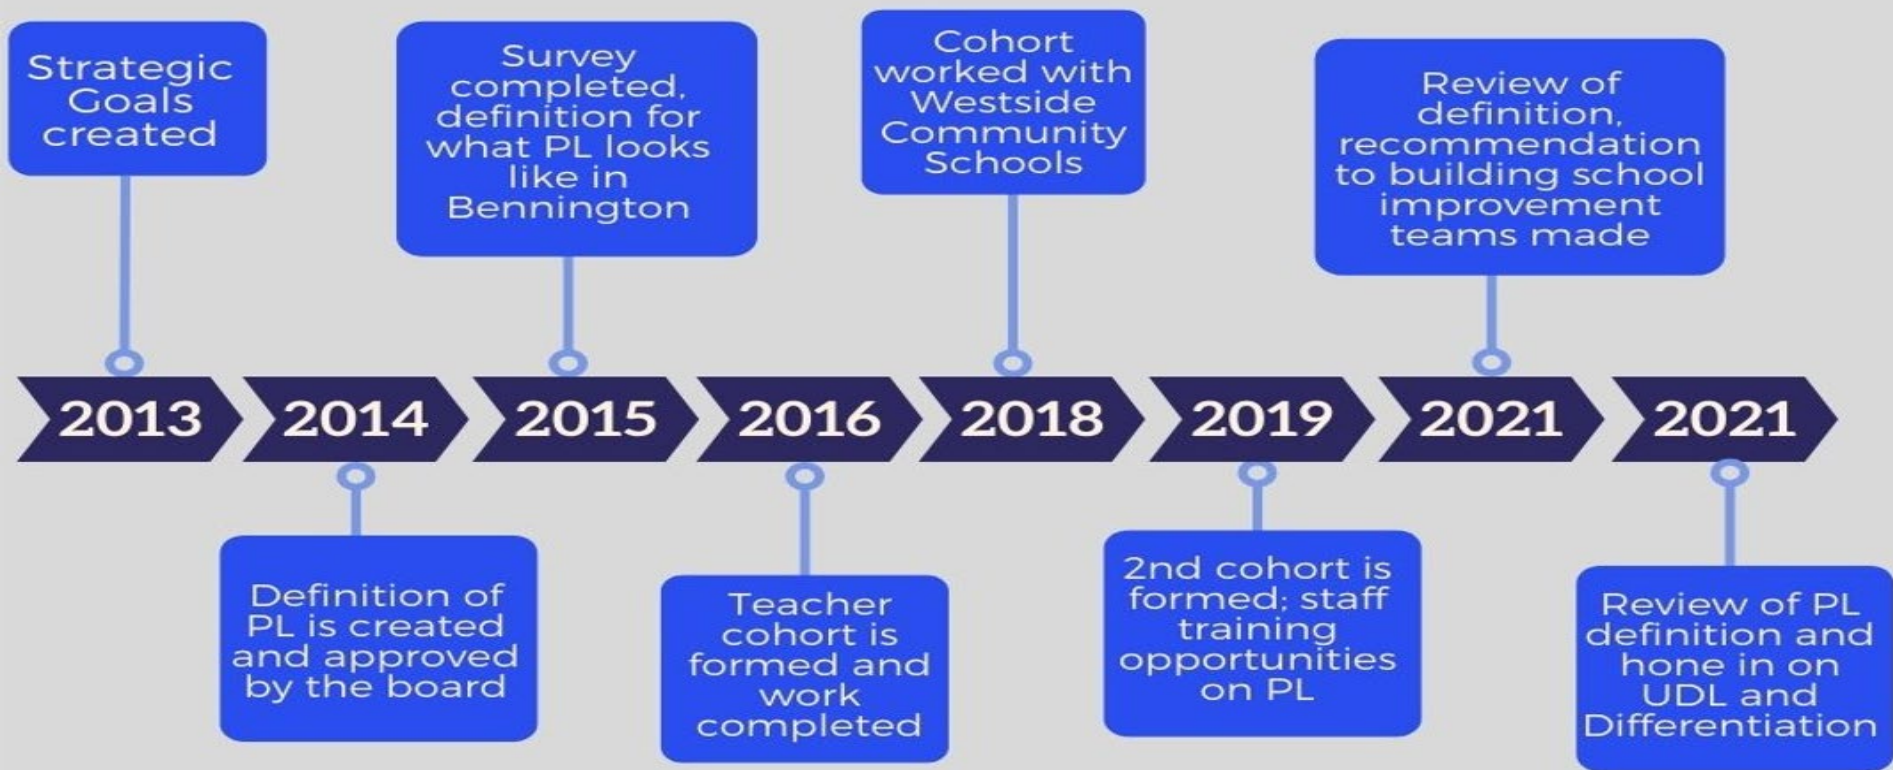 Strategic
Goals
created
Survey
completed,
definition for
what PL looks
like in
Bennington
Cohort
worked with
Westside
Community
Schools
Review of
definition,
recommendation
to building school
improvement
teams made
2013
2014
2015
2016
2018
2019
2021
2021
Definition of
PL is created
and approved
by the board
Teacher
cohort is
formed and
work
completed
2nd cohort is
formed; staff
training
opportunities
on PL
Review of PL
definition and
hone in on
UDL and
Differentiation